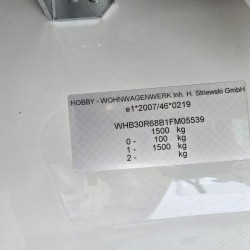 HOBBY - WOHNWAGENWERK Inh. H. Striewski GmbH
e1*2007/46*0219
WHB30R68B1FM05539
1500 kg
0 - 100 kg
1 - 1500 kg
2 - kg